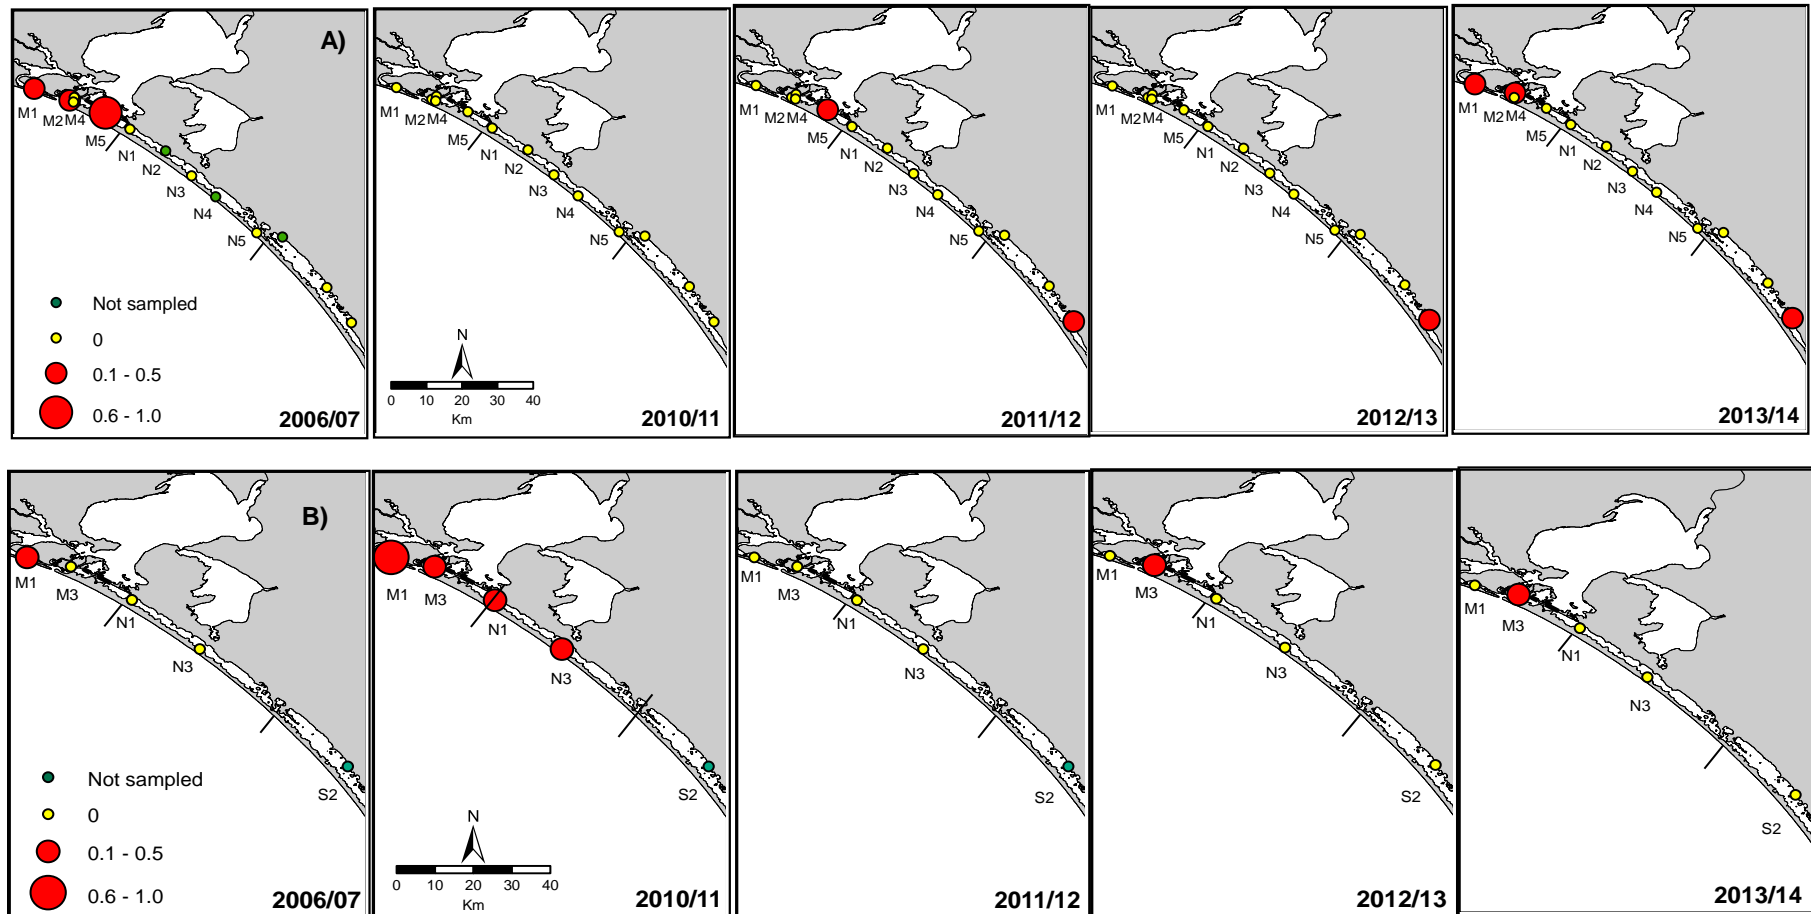 A)
M1
M2
M4
M5
N1
N2
N3
N4
N5
Not sampled
0
0.1 - 0.5
0.6 - 1.0
2006/07
M1
M2
M4
M5
N1
N2
N3
N4
N5
N
0 10 20 30 40
Km
2010/11
M1
M2
M4
M5
N1
N2
N3
N4
N5
2011/12
M1
M2
M4
M5
N1
N2
N3
N4
N5
2012/13
M1
M2
M4
M5
N1
N2
N3
N4
N5
2013/14
B)
M1
M3
N1
N3
S2
Not sampled
0
0.1 - 0.5
0.6 - 1.0
2006/07
M1
M3
N1
N3
S2
N
0 10 20 30 40
Km
2010/11
M1
M3
N1
N3
S2
2011/12
M1
M3
N1
N3
S2
2012/13
M1
M3
N1
N3
S2
2013/14